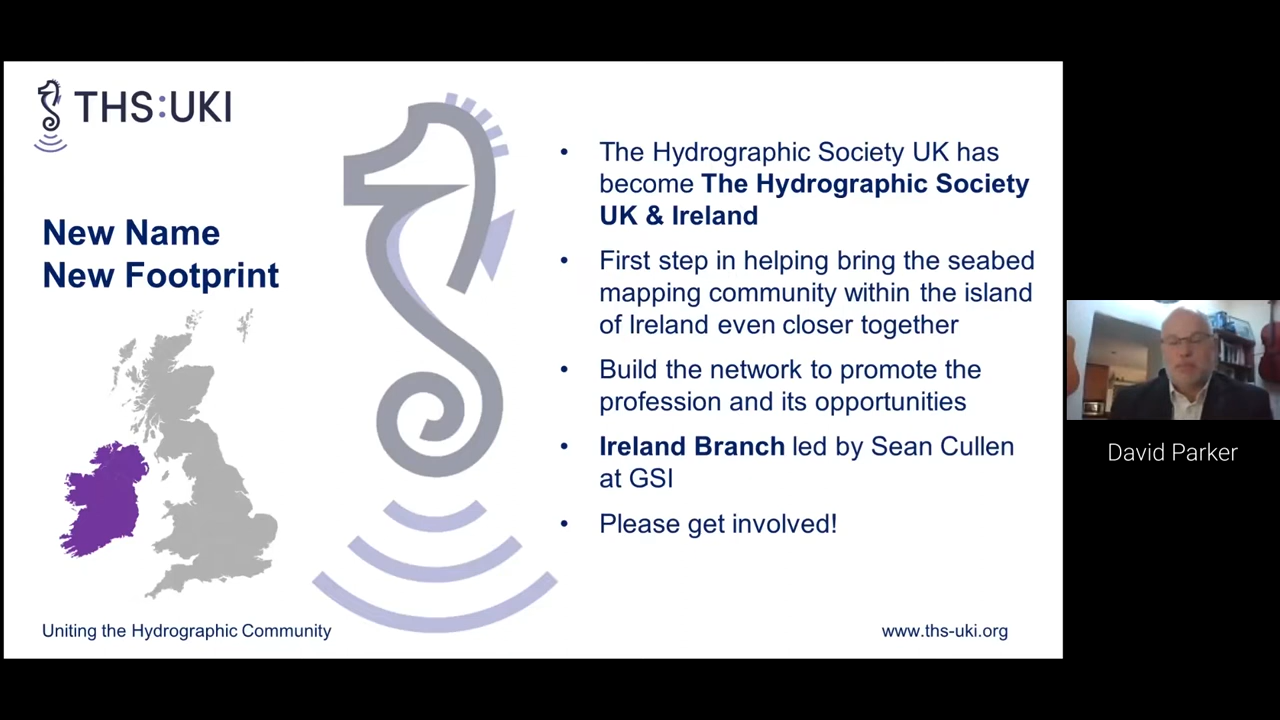 THS:UKI
New Name
New Footprint
• The Hydrographic Society UK has
become The Hydrographic Society
UK & Ireland
• First step in helping bring the seabed
mapping community within the island
of Ireland even closer together
• Build the network to promote the
profession and its opportunities
• Ireland Branch led by Sean Cullen
at GSI
• Please get involved!
Uniting the Hydrographic Community
www.ths-uki.org
David Parker